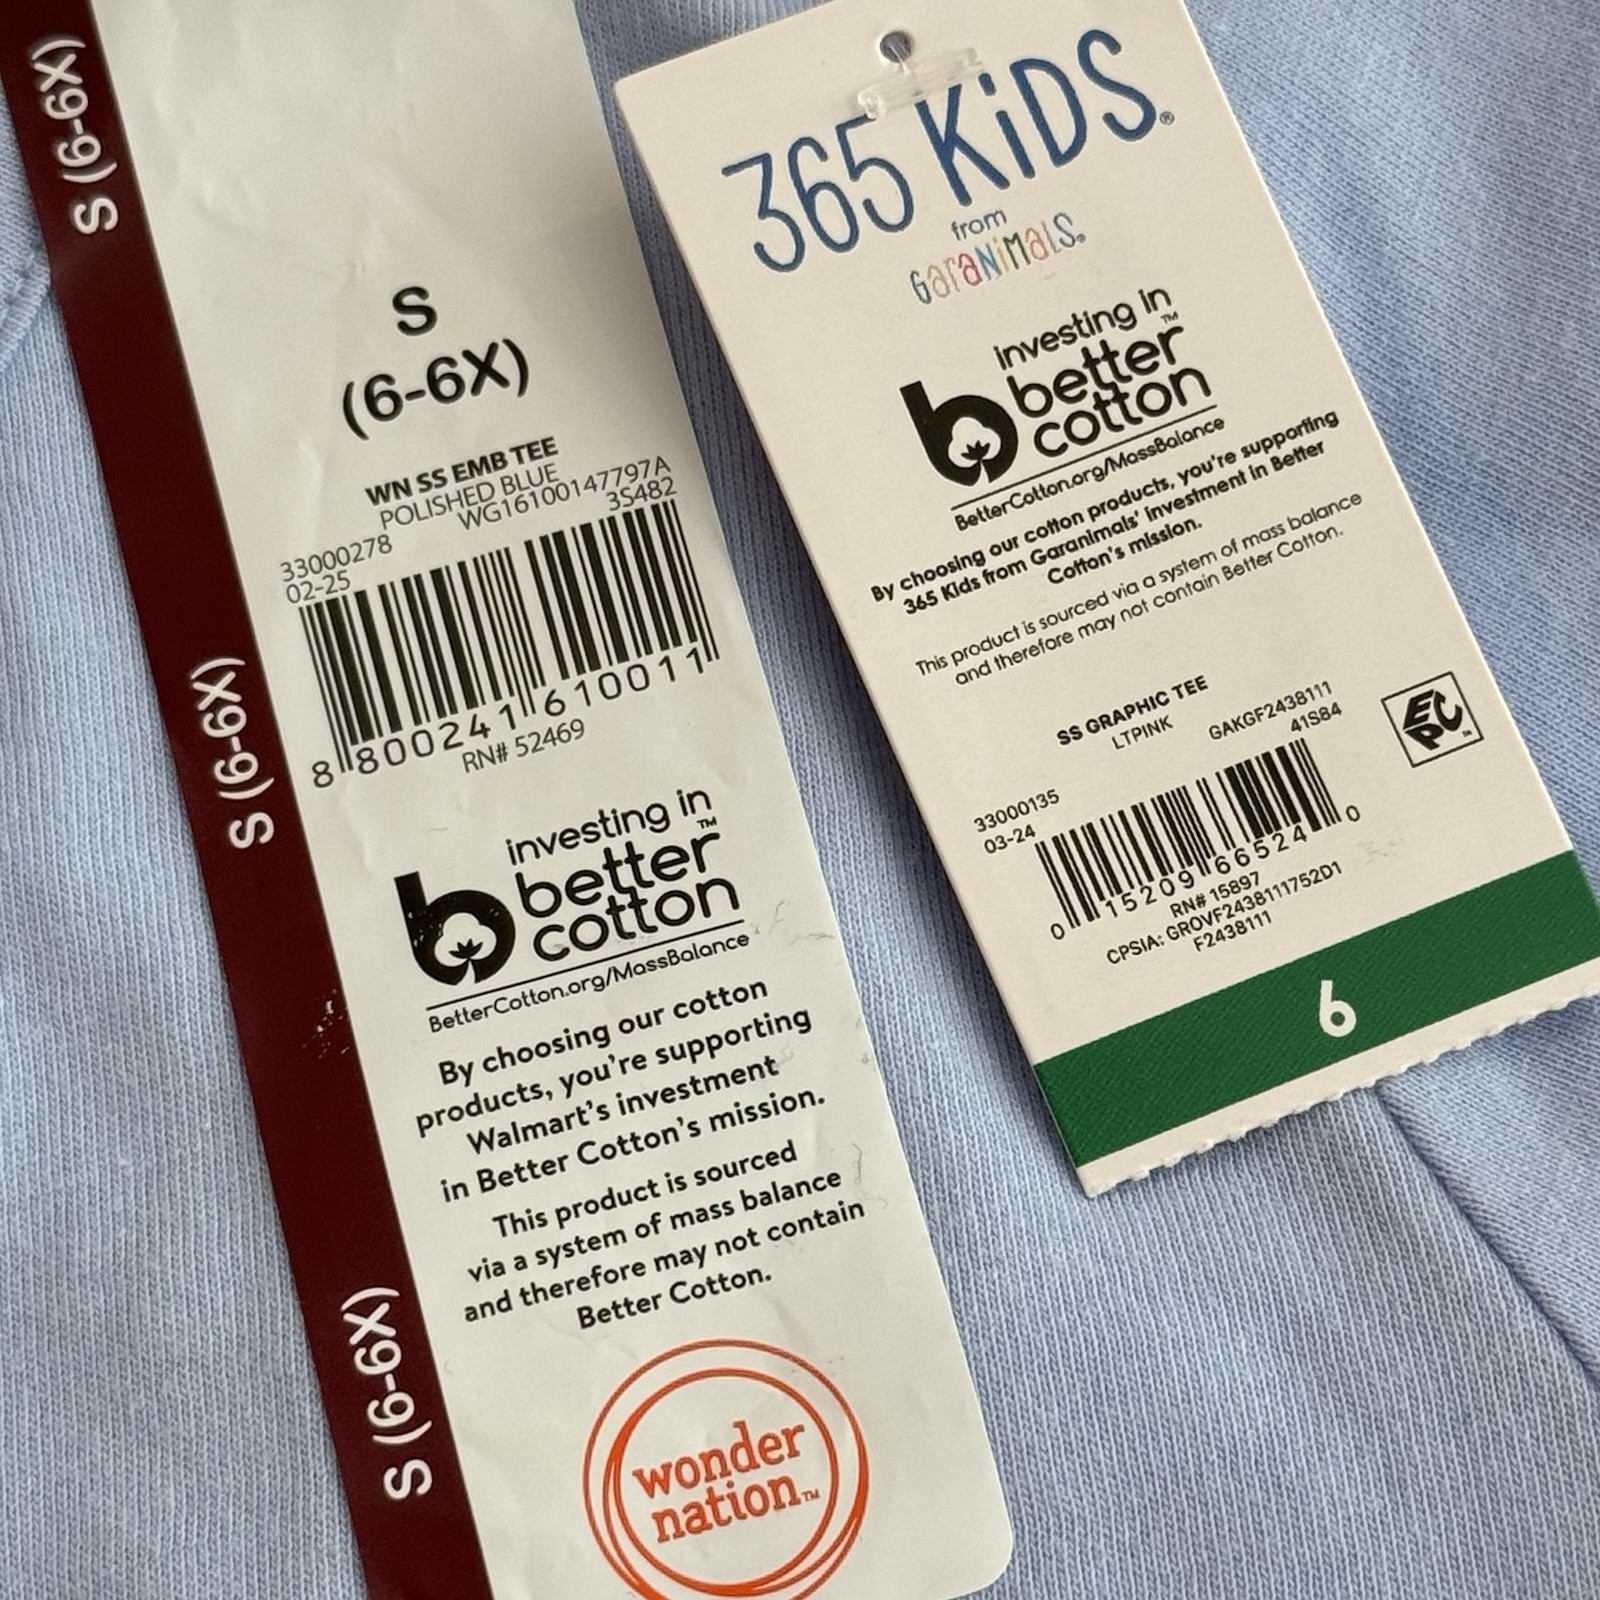 S (6-6X)
S (6-6X)
S (6-6X)
S
(6-6X)
WN SS EMB TEE
POLISHED BLUE
WG16100147797A
3S482
33000278
02-25
8 80024161001 1
RN# 52469
investing in
better™
cotton
BetterCotton.org/MassBalance
By choosing our cotton
products, you're supporting
Walmart's investment
in Better Cotton's mission.
This product is sourced
via a system of mass balance
and therefore may not contain
Better Cotton.
wonder
nation™
365 KiDS®
from
Garanimals®
investing in
better™
cotton
BetterCotton.org/MassBalance
By choosing our cotton products, you're supporting
365 Kids from Garanimals' investment in Better
Cotton's mission.
This product is sourced via a system of mass balance
and therefore may not contain Better Cotton.
SS GRAPHIC TEE
LTPINK
GAKGF2438111
41S84
EPC™
33000135
03-24
0 15209 66524 0
RN# 15897
CPSIA: GROVF2438111752D1
F2438111
6